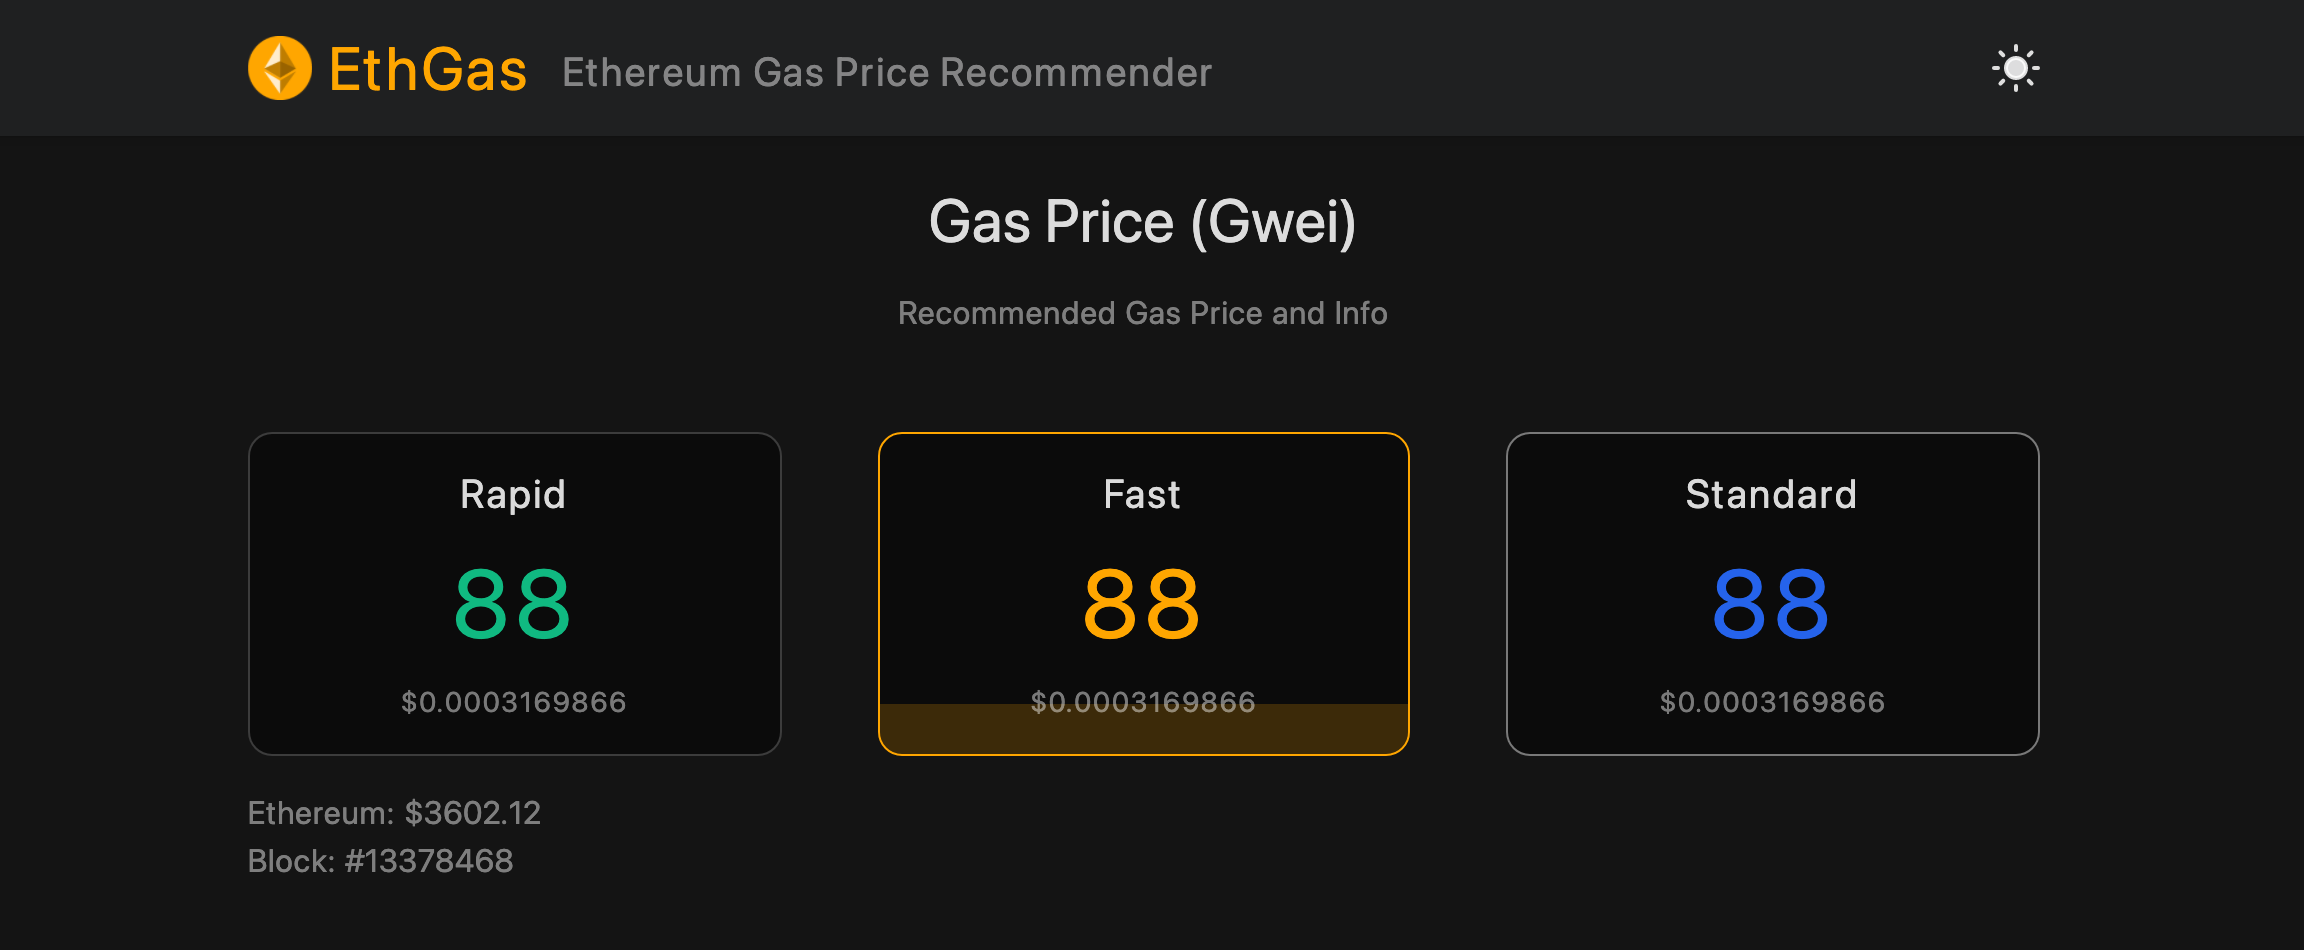 EthGas Ethereum Gas Price Recommender
Gas Price (Gwei)
Recommended Gas Price and Info
Rapid
88
$0.0003169866
Fast
88
$0.0003169866
Standard
88
$0.0003169866
Ethereum: $3602.12
Block: #13378468